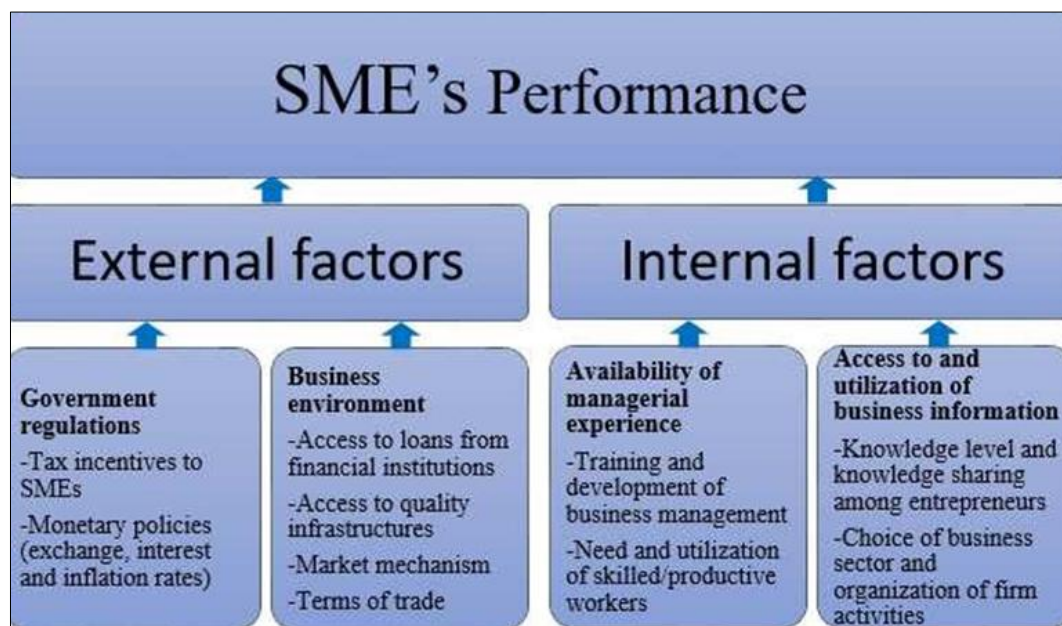 SME’s Performance
External factors
Internal factors
Government
regulations
-Tax incentives to
SMEs
-Monetary policies
(exchange, interest
and inflation rates)
Business
environment
-Access to loans from
financial institutions
-Access to quality
infrastructures
-Market mechanism
-Terms of trade
Availability of
managerial
experience
-Training and
development of
business management
-Need and utilization
of skilled/productive
workers
Access to and
utilization of
business information
-Knowledge level and
knowledge sharing
among entrepreneurs
-Choice of business
sector and
organization of firm
activities